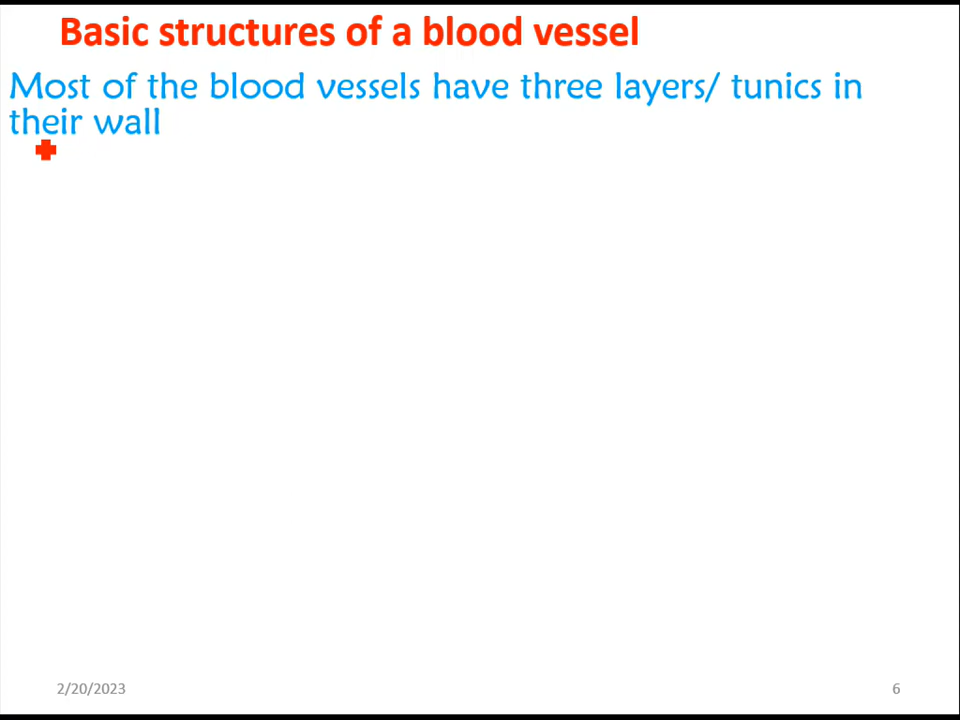 Basic structures of a blood vessel
Most of the blood vessels have three layers/ tunics in
their wall
2/20/2023
6